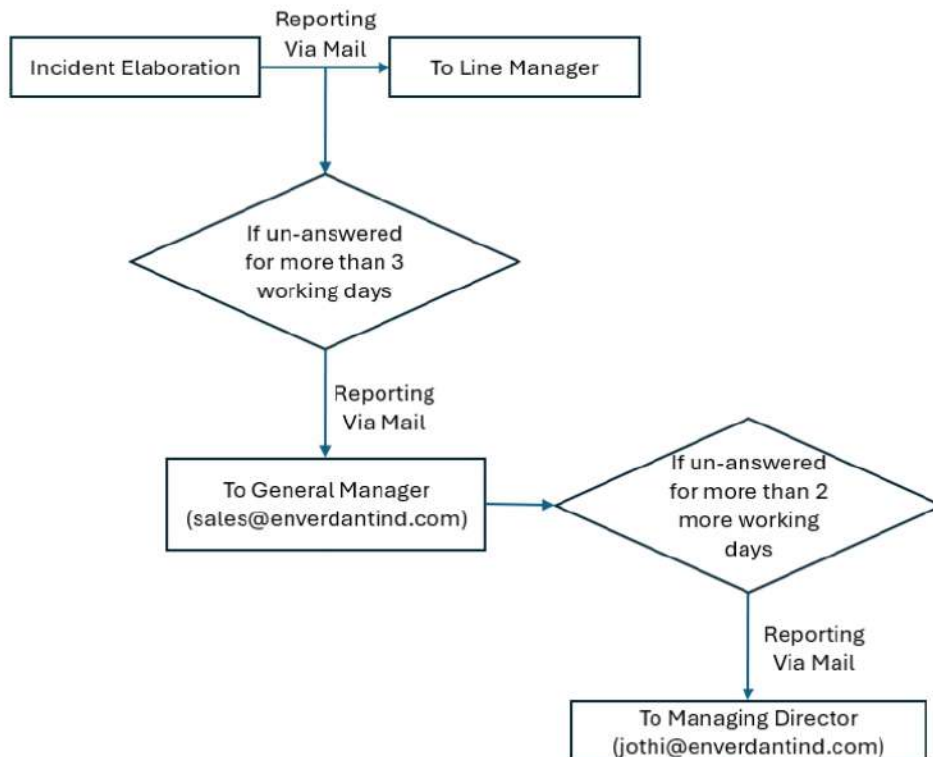 Reporting
Via Mail
Incident Elaboration
To Line Manager
If un-answered
for more than 3
working days
Reporting
Via Mail
To General Manager
(sales@enverdantind.com)
If un-answered
for more than 2
more working
days
Reporting
Via Mail
To Managing Director
(jothi@enverdantind.com)